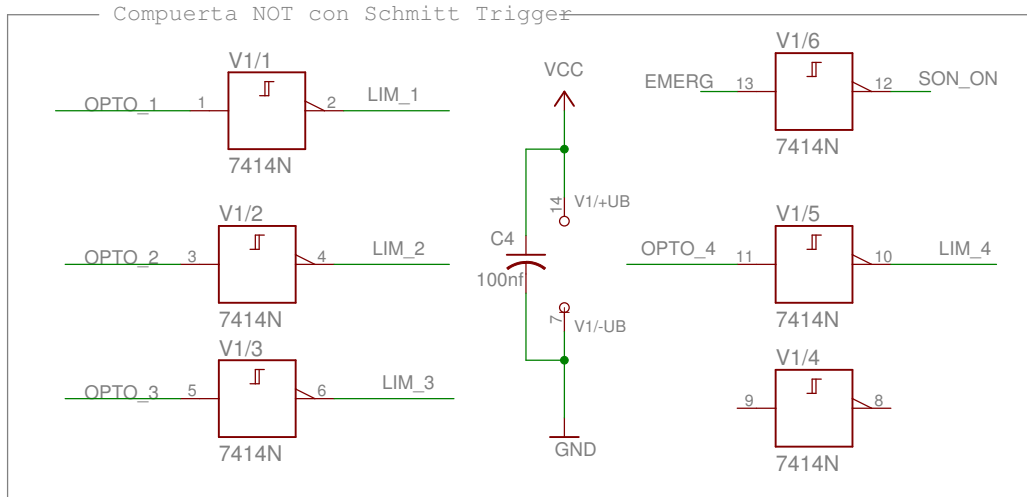 Compuerta NOT con Schmitt Trigger
V1/1
OPTO_1
1
2
LIM_1
7414N
V1/2
OPTO_2
3
4
LIM_2
7414N
V1/3
OPTO_3
5
6
LIM_3
7414N
VCC
14
V1/+UB
C4
100nf
7
V1/-UB
GND
V1/6
EMERG
13
12
SON_ON
7414N
V1/5
OPTO_4
11
10
LIM_4
7414N
V1/4
9
8
7414N